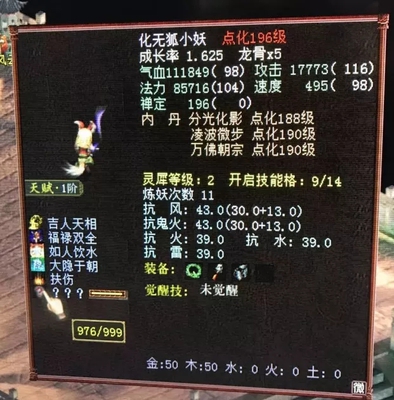 化无狐小妖 点化196级
成长率 1.625 龙骨x5
气血111849( 98) 攻击 17773( 116)
法力 85716(104) 速度 495( 98)
禅定 196( 0)
内 丹 分光化影 点化188级
凌波微步 点化190级
万佛朝宗 点化190级
灵犀等级: 2 开启技能格: 9/14
炼妖次数 11
抗 风: 43.0(30.0+13.0)
抗鬼火: 43.0(30.0+13.0)
抗 火: 39.0 抗 水: 39.0
抗 雷: 39.0
装备:
觉醒技: 未觉醒
天赋·1阶
吉人天相
福禄双全
如人饮水
大隐于朝
扶伤
???
976/999
金:50 木:50 水: 0 火: 0 土: 0
微